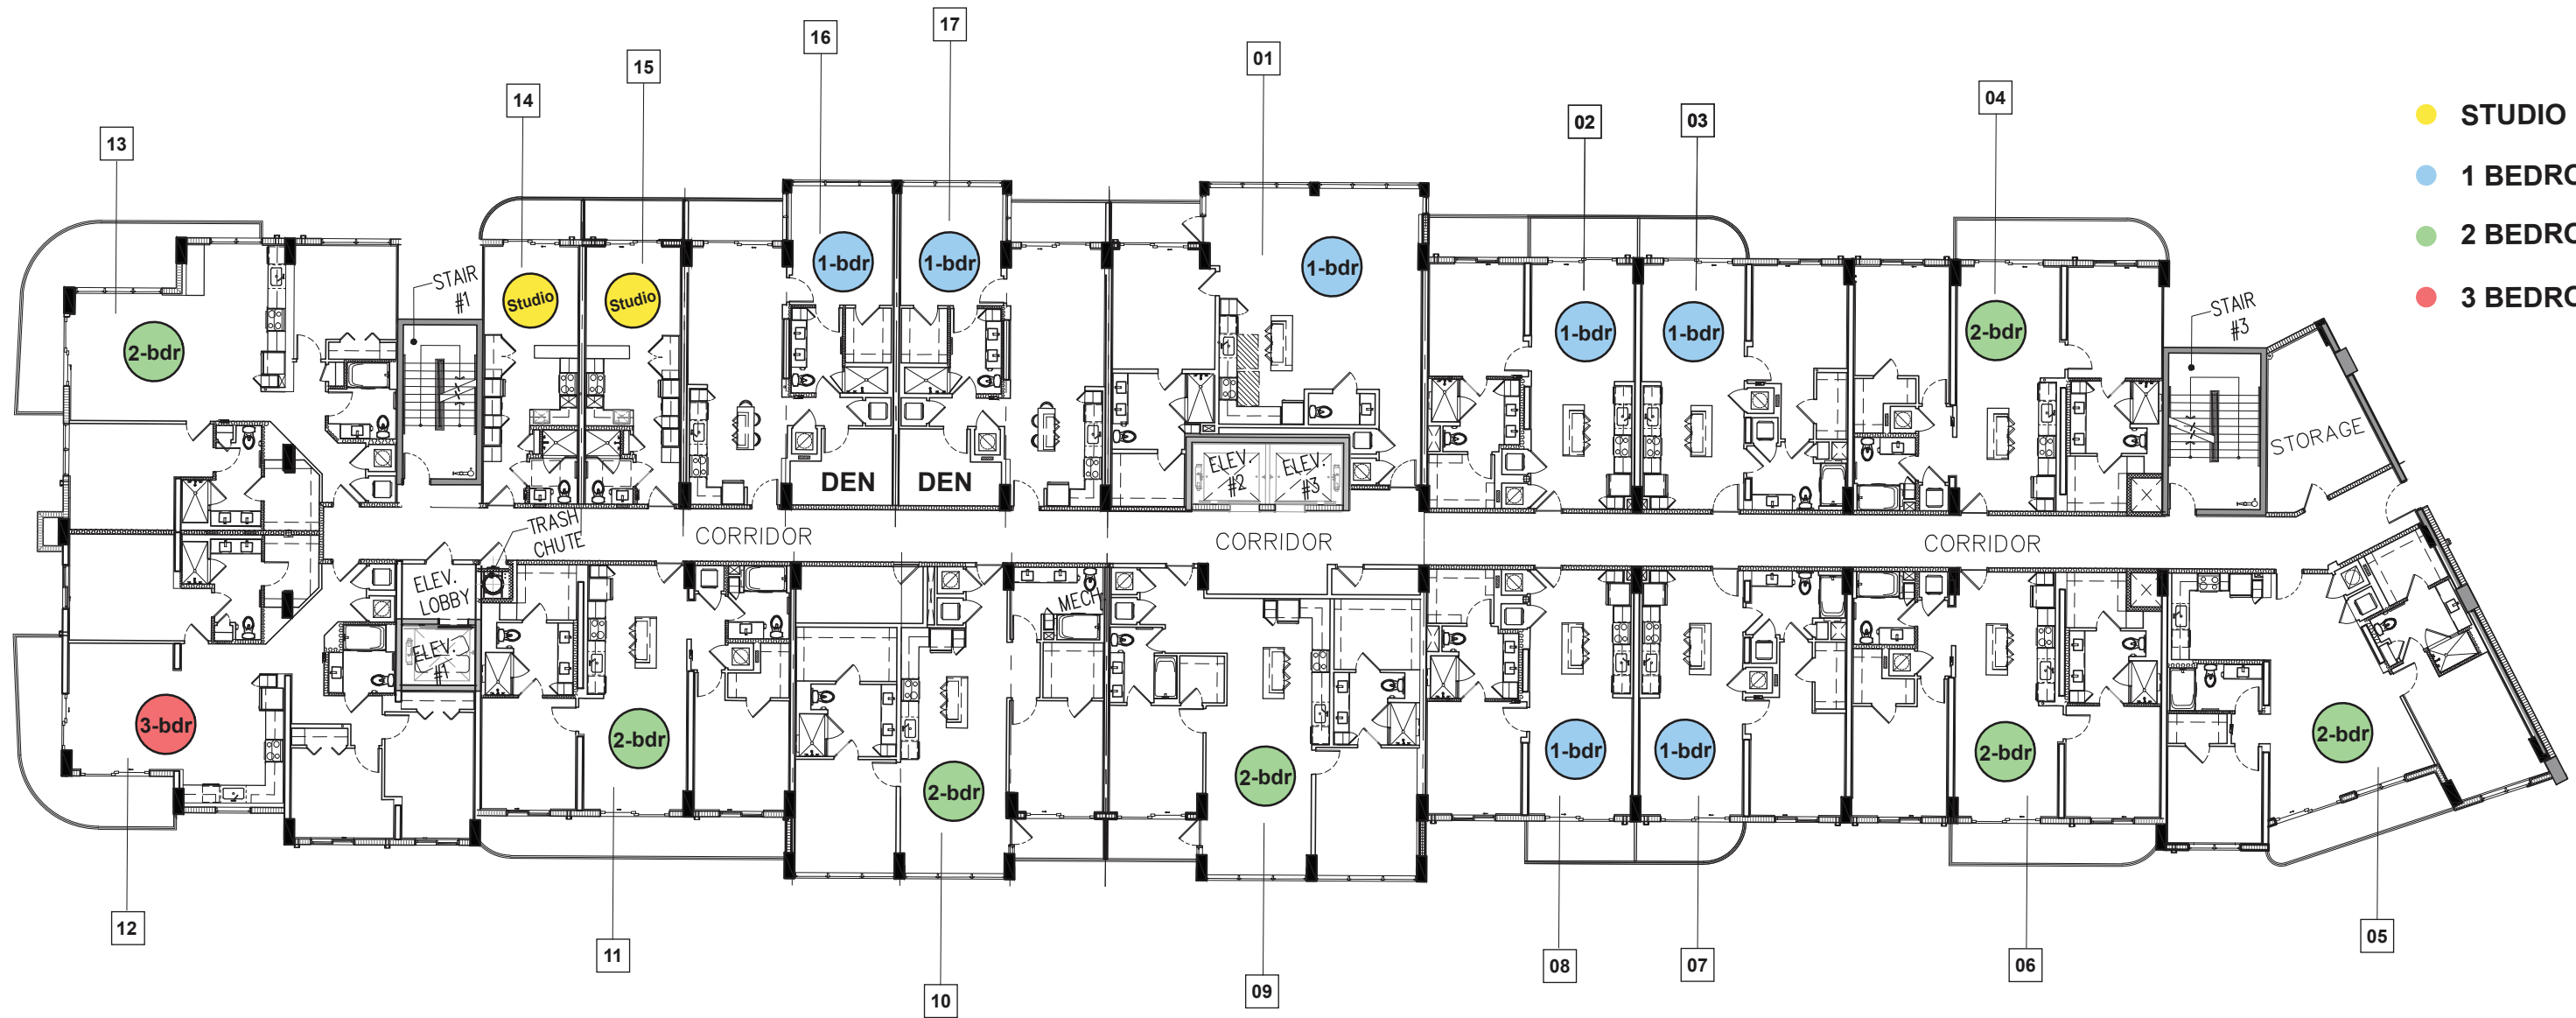 17
16
01
15
14
04
03
02
13
STUDIO
1 BEDRO
2 BEDRO
3 BEDRO
STAIR
#1
STAIR
#3
1-bdr
1-bdr
1-bdr
Studio
Studio
1-bdr
1-bdr
2-bdr
2-bdr
STORAGE
ELEV.
#2
ELEV.
#3
DEN
DEN
TRASH
CHUTE
CORRIDOR
CORRIDOR
CORRIDOR
ELEV.
LOBBY
MECH
ELEV.
#1
3-bdr
2-bdr
2-bdr
2-bdr
1-bdr
1-bdr
2-bdr
2-bdr
12
11
10
09
08
07
06
05